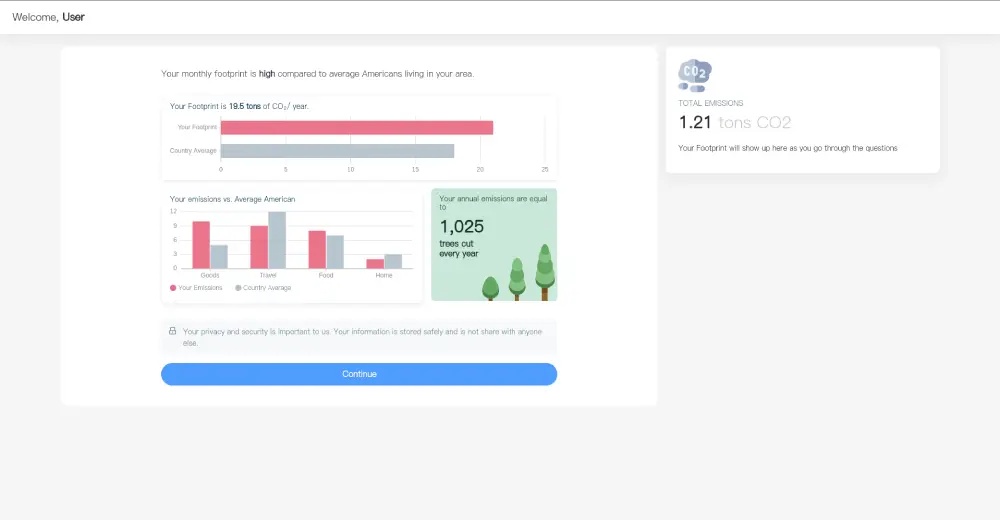 Welcome, User
Your monthly footprint is high compared to average Americans living in your area.
Your Footprint is 19.5 tons of CO₂/ year.
Your Footprint
Country Average
0 5 10 15 20 25
Your emissions vs. Average American
12
9
6
3
0
Goods Travel Food Home
Your Emissions Country Average
Your annual emissions are equal
to
1,025
trees cut
every year
Your privacy and security is important to us. Your information is stored safely and is not share with anyone
else.
Continue
CO2
TOTAL EMISSIONS
1.21 tons CO2
Your Footprint will show up here as you go through the questions